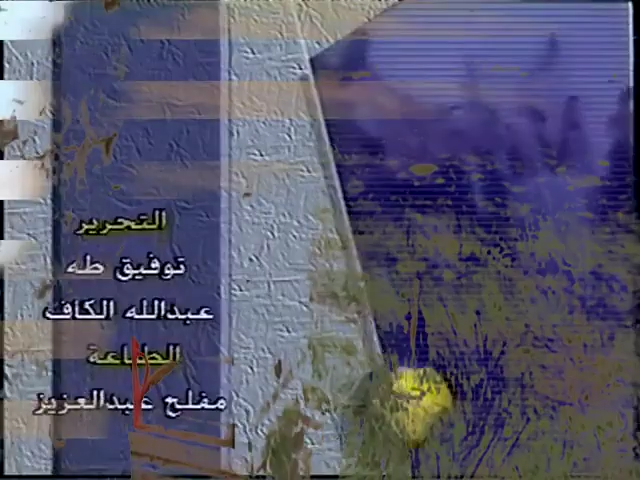 التحرير
توفيق طه
عبدالله الكاف
الطباعة
مفلح عبدالعزيز